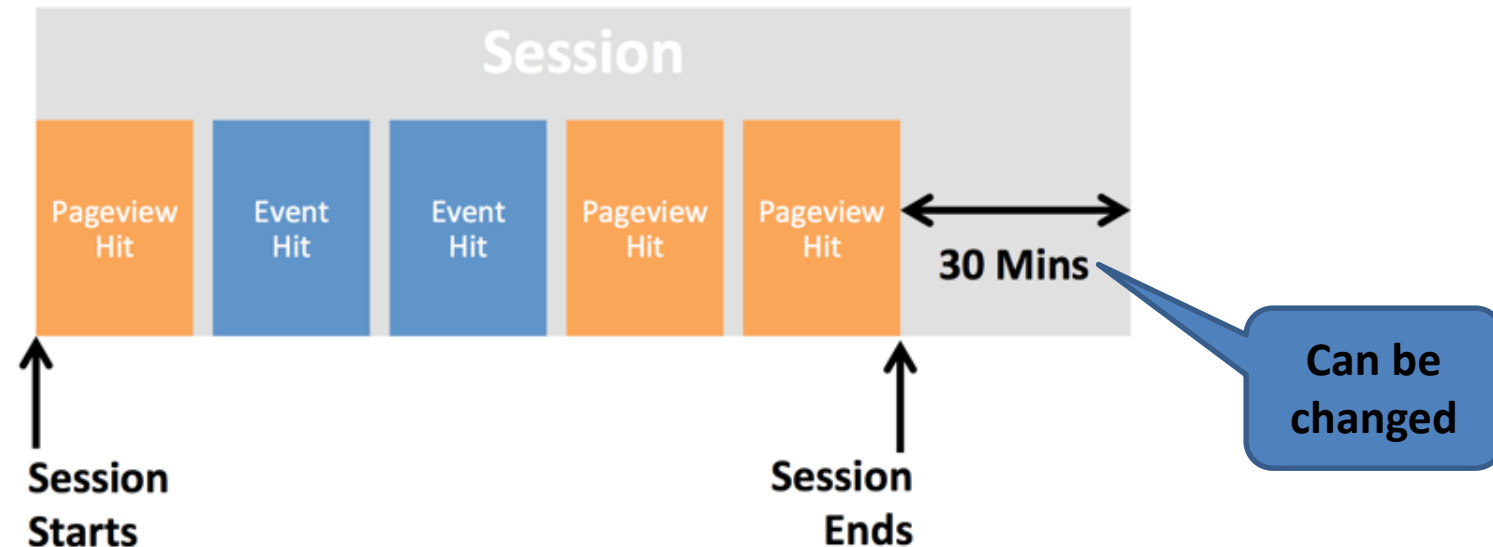 Session
Pageview
Hit
Event
Hit
Event
Hit
Pageview
Hit
Pageview
Hit
30 Mins
Can be
changed
Session
Starts
Session
Ends